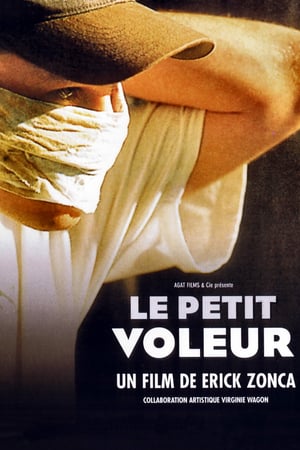 AGAT FILMS & Cie présente
LE PETIT
VOLEUR
UN FILM DE ERICK ZONCA
COLLABORATION ARTISTIQUE VIRGINIE WAGON